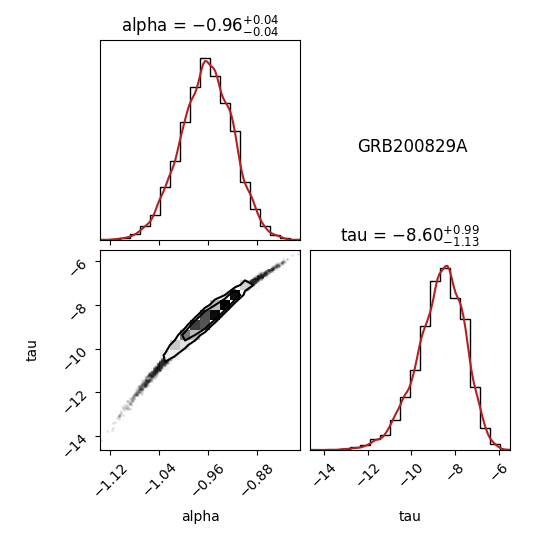 alpha = −0.96+0.04 −0.04
GRB200829A
tau = −8.60+0.99 −1.13
−6
−8
−10
−12
−14
tau
−1.12 −1.04 −0.96 −0.88
−14 −12 −10 −8 −6
alpha
tau